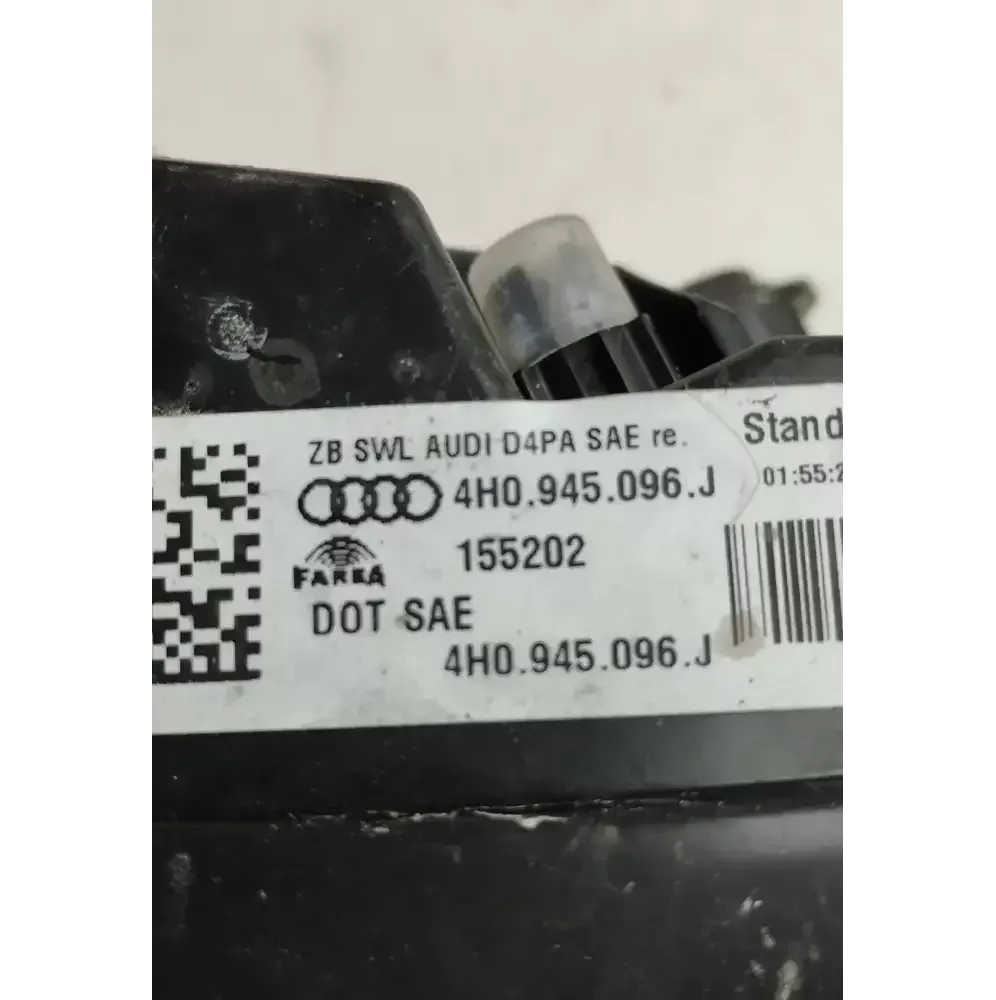 ZB SWL AUDI D4PA SAE re.
4H0.945.096.J
155202
FARBA
DOT SAE
4H0.945.096.J
Stand
01:55:2